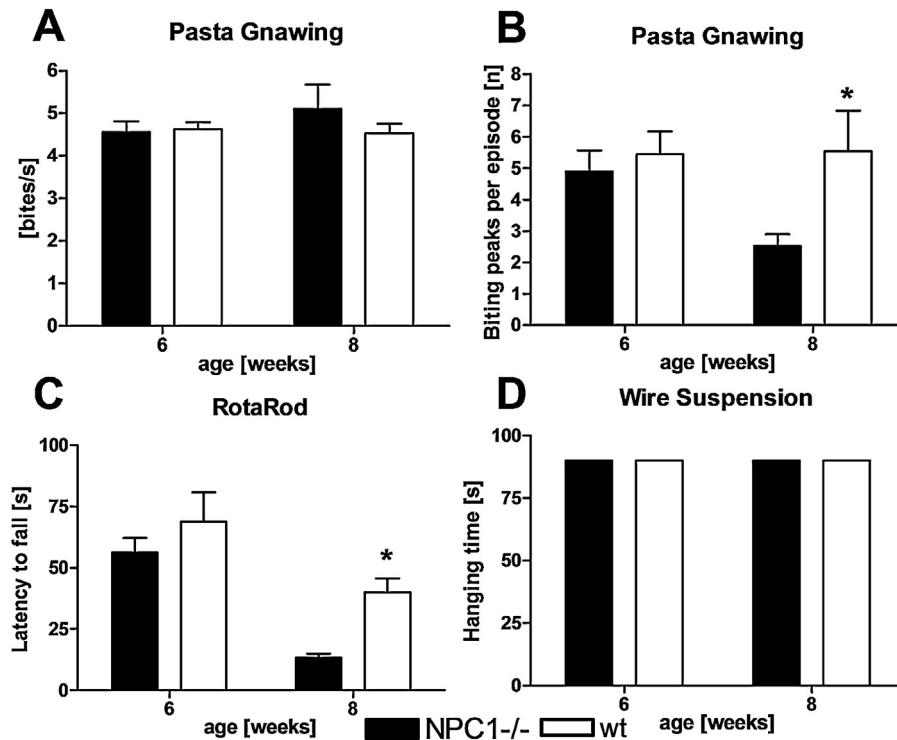 A
Pasta Gnawing
[bites/s]
6
5
4
3
2
1
0
6
8
age [weeks]
B
Pasta Gnawing
Biting peaks per episode [n]
8
7
6
5
4
3
2
1
0
*
6
8
age [weeks]
C
RotaRod
Latency to fall [s]
100
75
50
25
0
*
6
8
age [weeks]
D
Wire Suspension
Hanging time [s]
100
75
50
25
0
6
8
age [weeks]
NPC1-/- wt